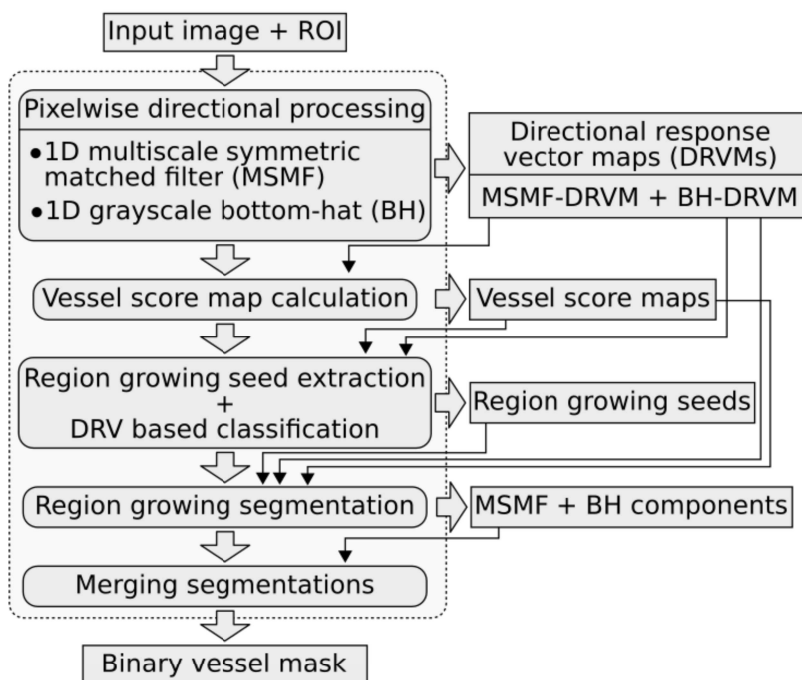 Input image + ROI
Pixelwise directional processing
●1D multiscale symmetric
matched filter (MSMF)
●1D grayscale bottom-hat (BH)
Directional response
vector maps (DRVMs)
MSMF-DRVM + BH-DRVM
Vessel score map calculation
Vessel score maps
Region growing seed extraction
+
DRV based classification
Region growing seeds
Region growing segmentation
MSMF + BH components
Merging segmentations
Binary vessel mask